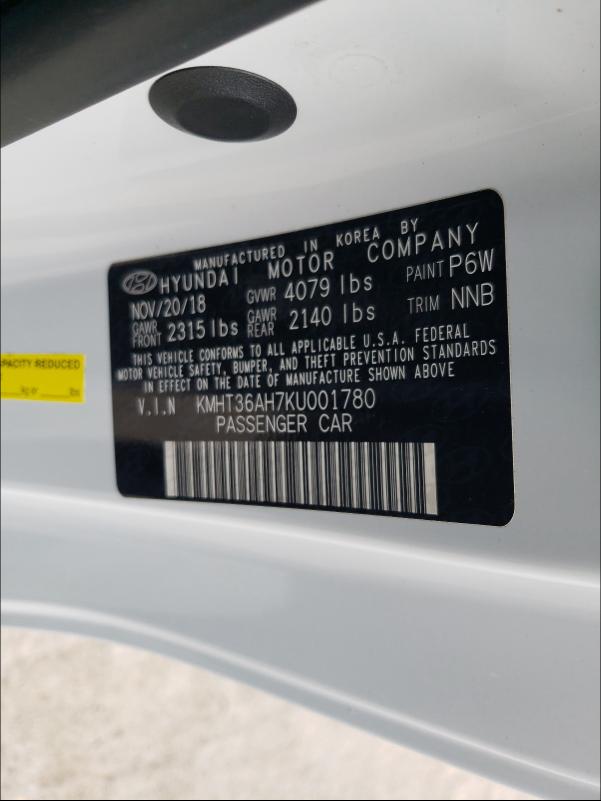 MANUFACTURED IN KOREA BY
HYUNDAI MOTOR COMPANY
NOV/20/18 GVWR 4079 lbs PAINT P6W
GAWR FRONT 2315 lbs GAWR REAR 2140 lbs TRIM NNB
THIS VEHICLE CONFORMS TO ALL APPLICABLE U.S.A. FEDERAL
MOTOR VEHICLE SAFETY, BUMPER, AND THEFT PREVENTION STANDARDS
IN EFFECT ON THE DATE OF MANUFACTURE SHOWN ABOVE
V.I.N KMHT36AH7KU001780
PASSENGER CAR
REDUCED
kg or lbs